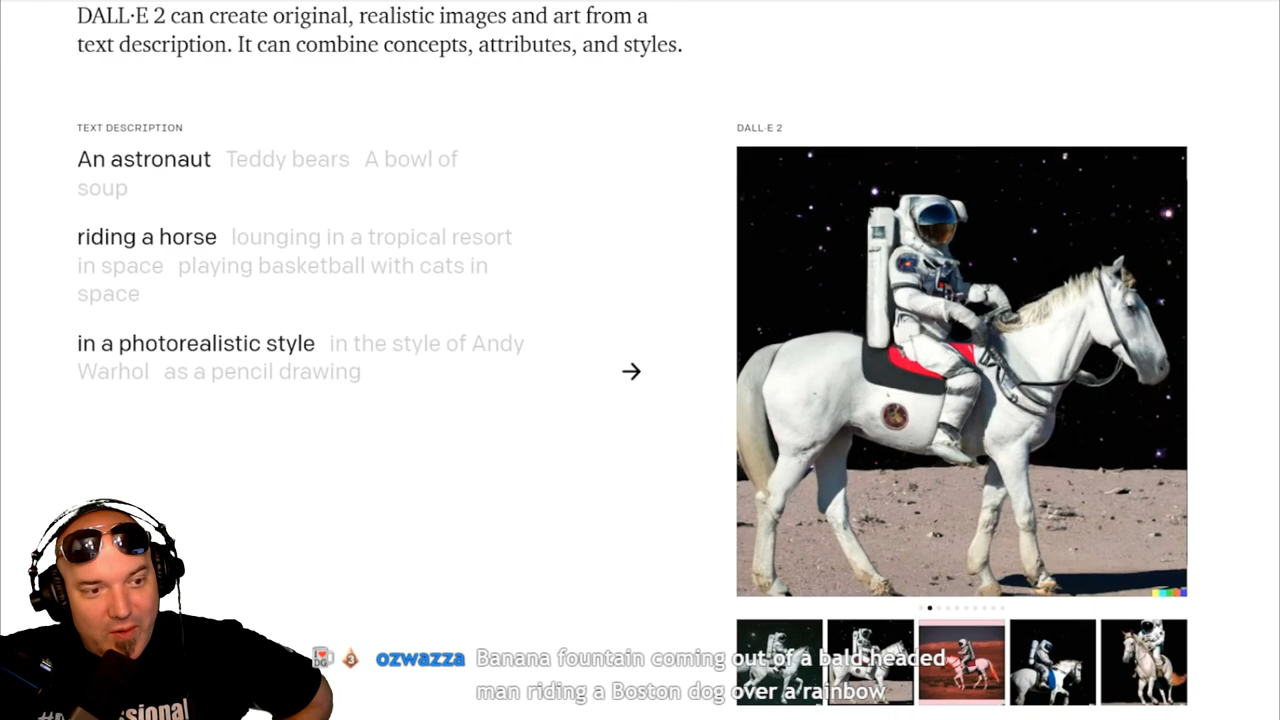 DALL·E 2 can create original, realistic images and art from a
text description. It can combine concepts, attributes, and styles.
TEXT DESCRIPTION
An astronaut Teddy bears A bowl of
soup
riding a horse lounging in a tropical resort
in space playing basketball with cats in
space
in a photorealistic style in the style of Andy
Warhol as a pencil drawing
→
DALL·E 2
DG 3 ozwazza Banana fountain coming out of a bald headed
man riding a Boston dog over a rainbow
ssional